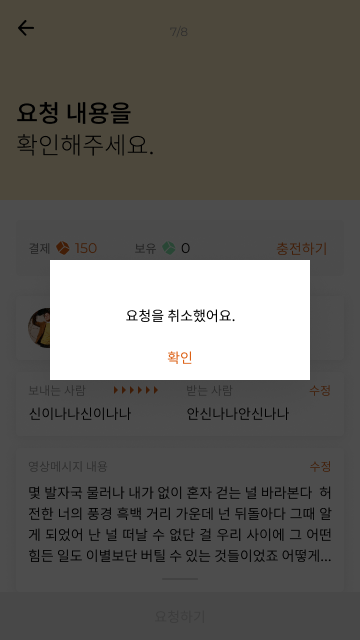 7/8
요청 내용을
확인해주세요.
결제 150 보유 0 충전하기
요청을 취소했어요.
확인
보내는 사람 받는 사람 수정
신이나나신이나나 안신나나안신나나
영상메시지 내용 수정
몇 발자국 물러나 내가 없이 혼자 걷는 널 바라본다 허
전한 너의 풍경 흑백 거리 가운데 넌 뒤돌아다 그때 알
게 되었어 난 널 떠날 수 없단 걸 우리 사이에 그 어떤
힘든 일도 이별보단 버틸 수 있는 것들이었죠 어떻게...
요청하기